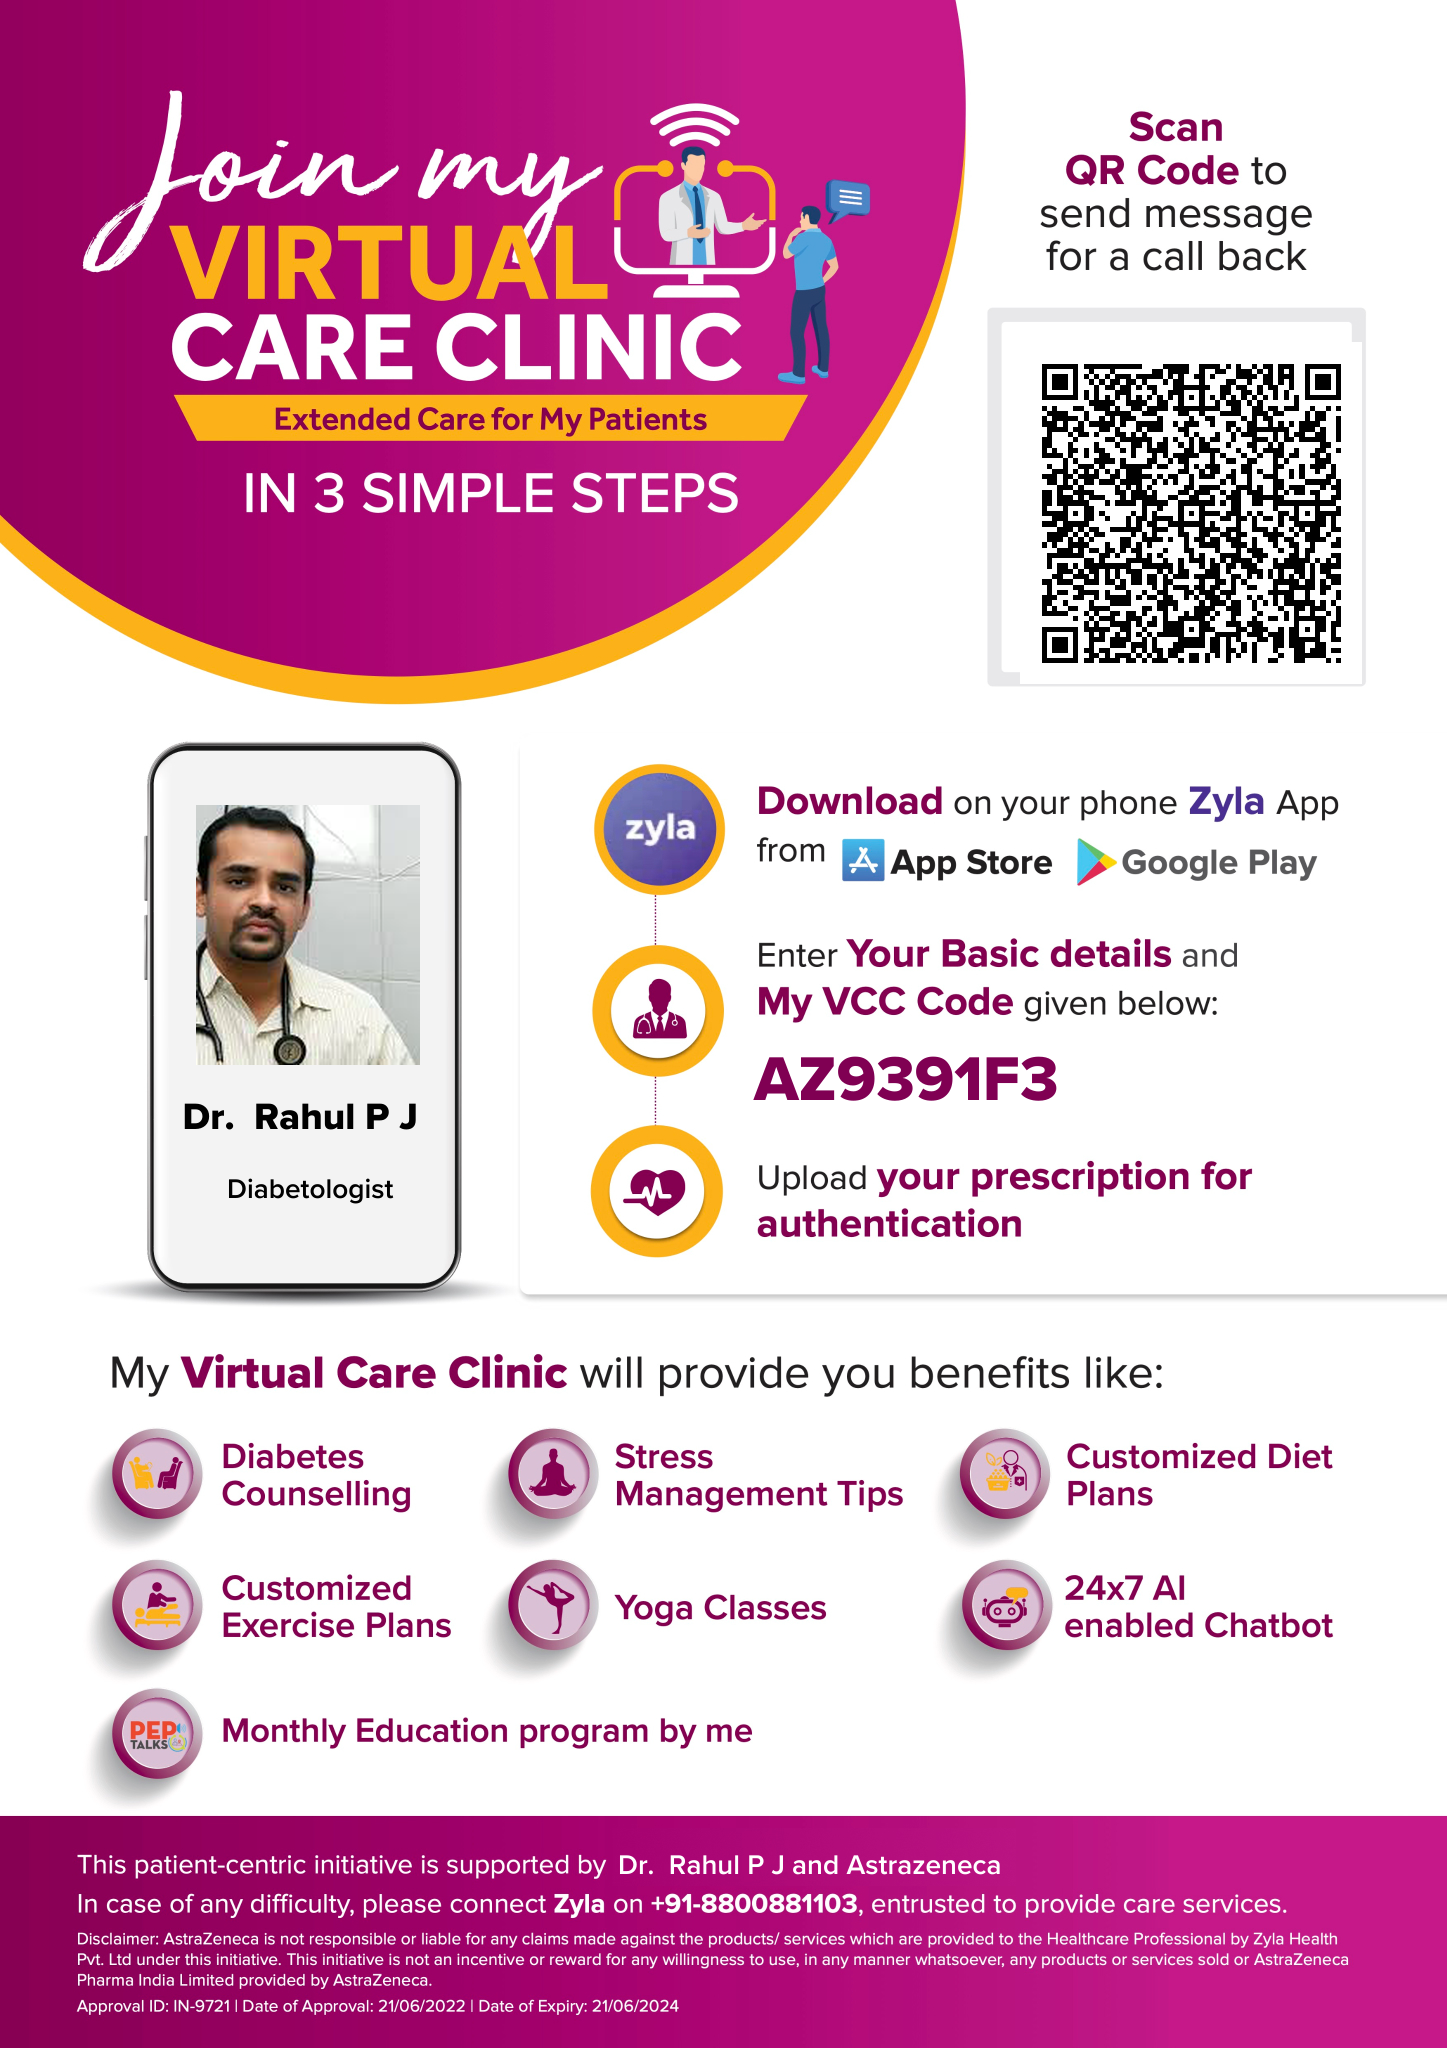 Join my
VIRTUAL
CARE CLINIC
Extended Care for My Patients
IN 3 SIMPLE STEPS
Scan
QR Code to
send message
for a call back
zyla
Download on your phone Zyla App
from App Store Google Play
Enter Your Basic details and
My VCC Code given below:
AZ9391F3
Upload your prescription for
authentication
Dr. Rahul P J
Diabetologist
My Virtual Care Clinic will provide you benefits like:
Diabetes
Counselling
Stress
Management Tips
Customized Diet
Plans
Customized
Exercise Plans
Yoga Classes
24x7 AI
enabled Chatbot
PEP
TALKS
Monthly Education program by me
This patient-centric initiative is supported by Dr. Rahul P J and Astrazeneca
In case of any difficulty, please connect Zyla on +91-8800881103, entrusted to provide care services.
Disclaimer: AstraZeneca is not responsible or liable for any claims made against the products/ services which are provided to the Healthcare Professional by Zyla Health
Pvt. Ltd under this initiative. This initiative is not an incentive or reward for any willingness to use, in any manner whatsoever, any products or services sold or AstraZeneca
Pharma India Limited provided by AstraZeneca.
Approval ID: IN-9721 | Date of Approval: 21/06/2022 | Date of Expiry: 21/06/2024